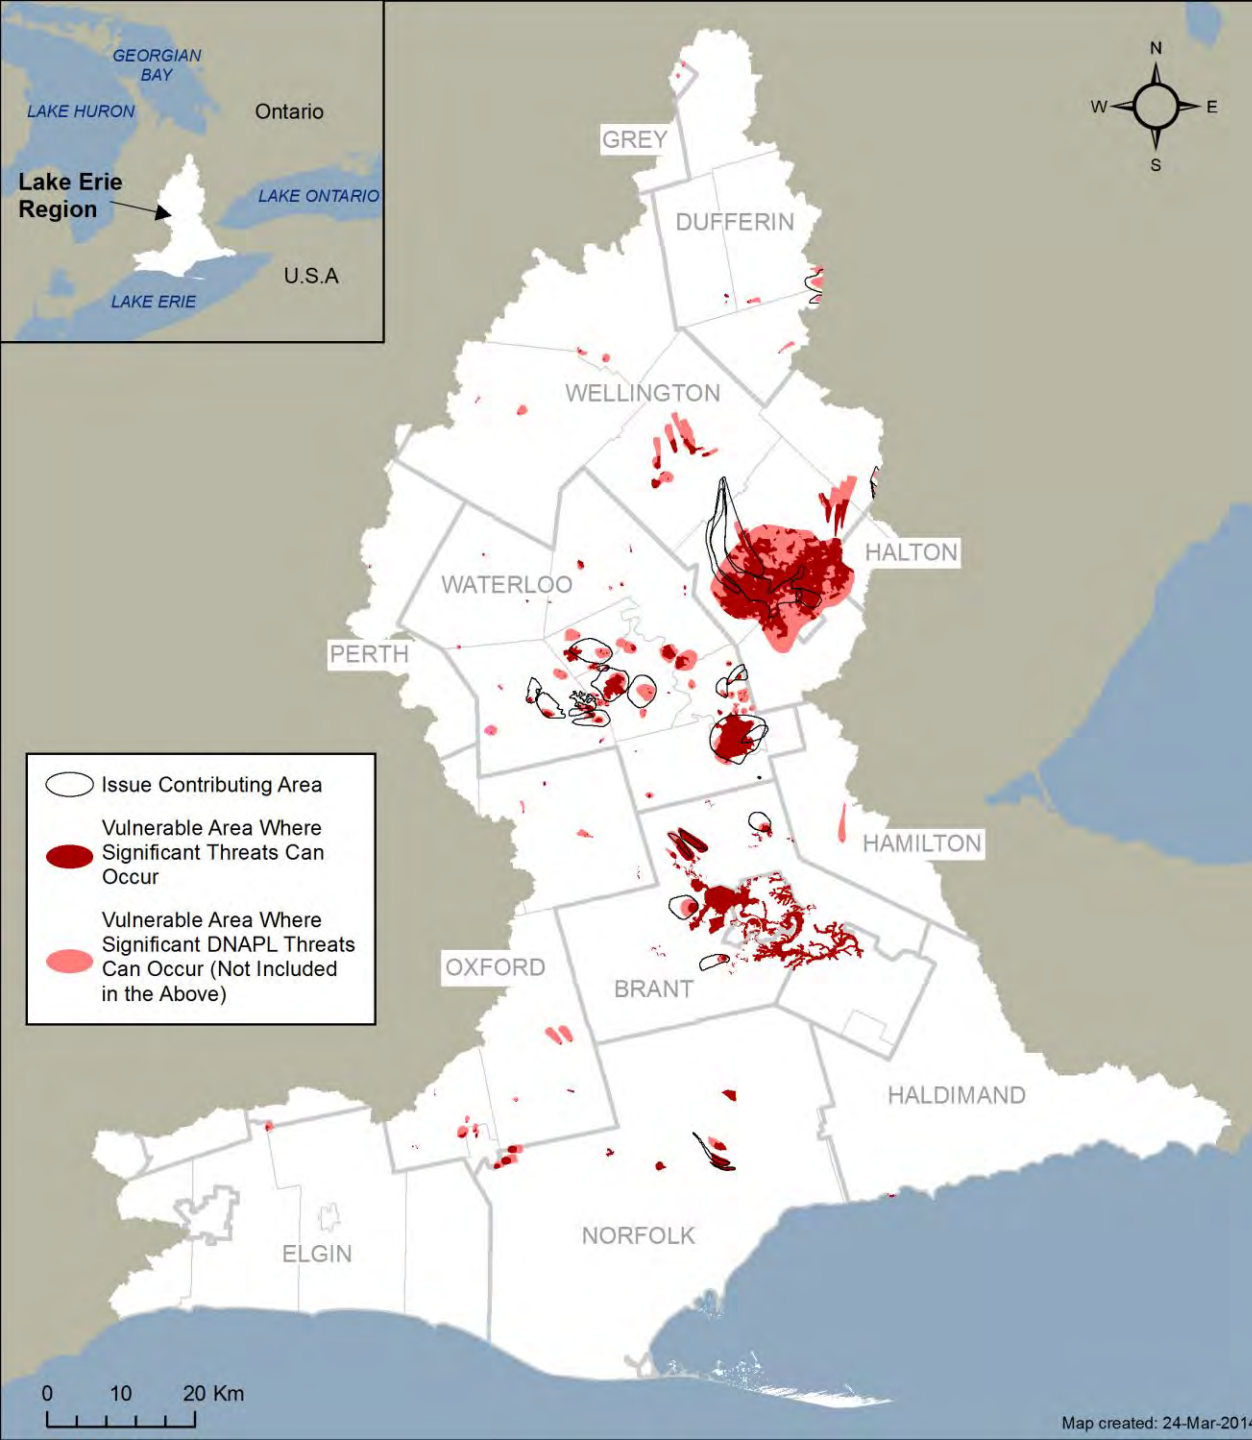 GEORGIAN
BAY
LAKE HURON
Ontario
Lake Erie
Region
LAKE ONTARIO
U.S.A
LAKE ERIE
N
W
E
S
GREY
DUFFERIN
WELLINGTON
HALTON
WATERLOO
PERTH
Issue Contributing Area
Vulnerable Area Where
Significant Threats Can
Occur
Vulnerable Area Where
Significant DNAPL Threats
Can Occur (Not Included
in the Above)
HAMILTON
OXFORD
BRANT
HALDIMAND
NORFOLK
ELGIN
0 10 20 Km
Map created: 24-Mar-2014